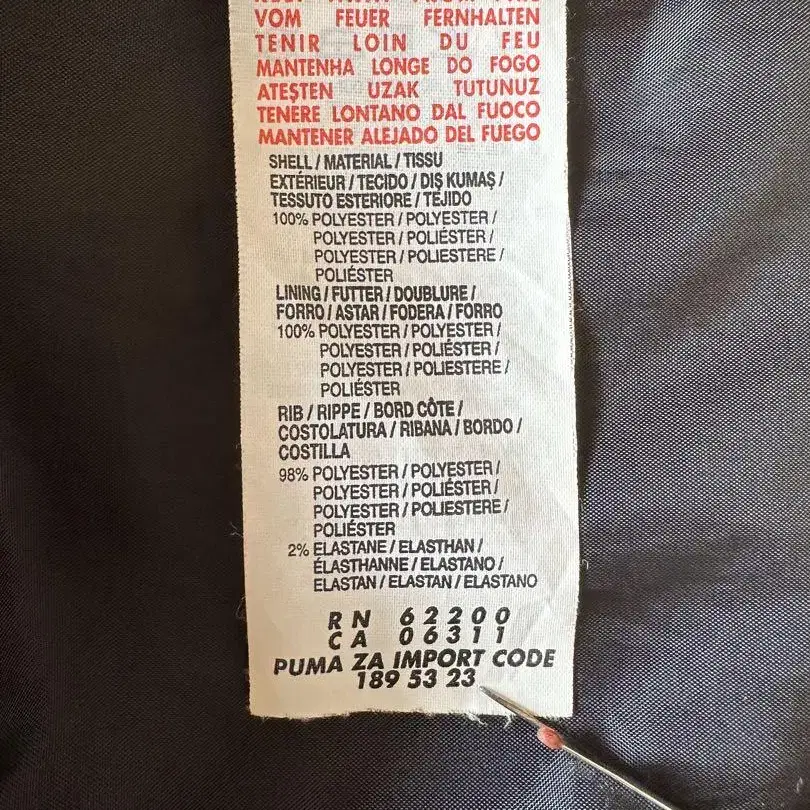 KEEP AWAY FROM FIRE
VOM FEUER FERNHALTEN
TENIR LOIN DU FEU
MANTENHA LONGE DO FOGO
ATEŞTEN UZAK TUTUNUZ
TENERE LONTANO DAL FUOCO
MANTENER ALEJADO DEL FUEGO
SHELL / MATERIAL / TISSU
EXTÉRIEUR / TECIDO / DIŞ KUMAŞ /
TESSUTO ESTERIORE / TEJIDO
100% POLYESTER / POLYESTER /
POLYESTER / POLIÉSTER /
POLYESTER / POLIESTERE /
POLIÉSTER
LINING / FUTTER / DOUBLURE /
FORRO / ASTAR / FODERA / FORRO
100% POLYESTER / POLYESTER /
POLYESTER / POLIÉSTER /
POLYESTER / POLIESTERE /
POLIÉSTER
RIB / RIPPE / BORD CÔTE /
COSTOLATURA / RIBANA / BORDO /
COSTILLA
98% POLYESTER / POLYESTER /
POLYESTER / POLIÉSTER /
POLYESTER / POLIESTERE /
POLIÉSTER
2% ELASTANE / ELASTHAN /
ÉLASTHANNE / ELASTANO /
ELASTAN / ELASTAN / ELASTANO
RN 62200
CA 06311
PUMA ZA IMPORT CODE
189 53 23